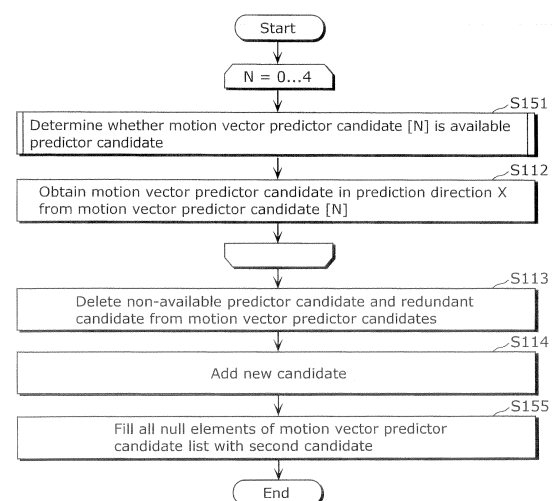 Start
N = 0...4
S151
Determine whether motion vector predictor candidate [N] is available
predictor candidate
S112
Obtain motion vector predictor candidate in prediction direction X
from motion vector predictor candidate [N]
S113
Delete non-available predictor candidate and redundant
candidate from motion vector predictor candidates
S114
Add new candidate
S155
Fill all null elements of motion vector predictor
candidate list with second candidate
End